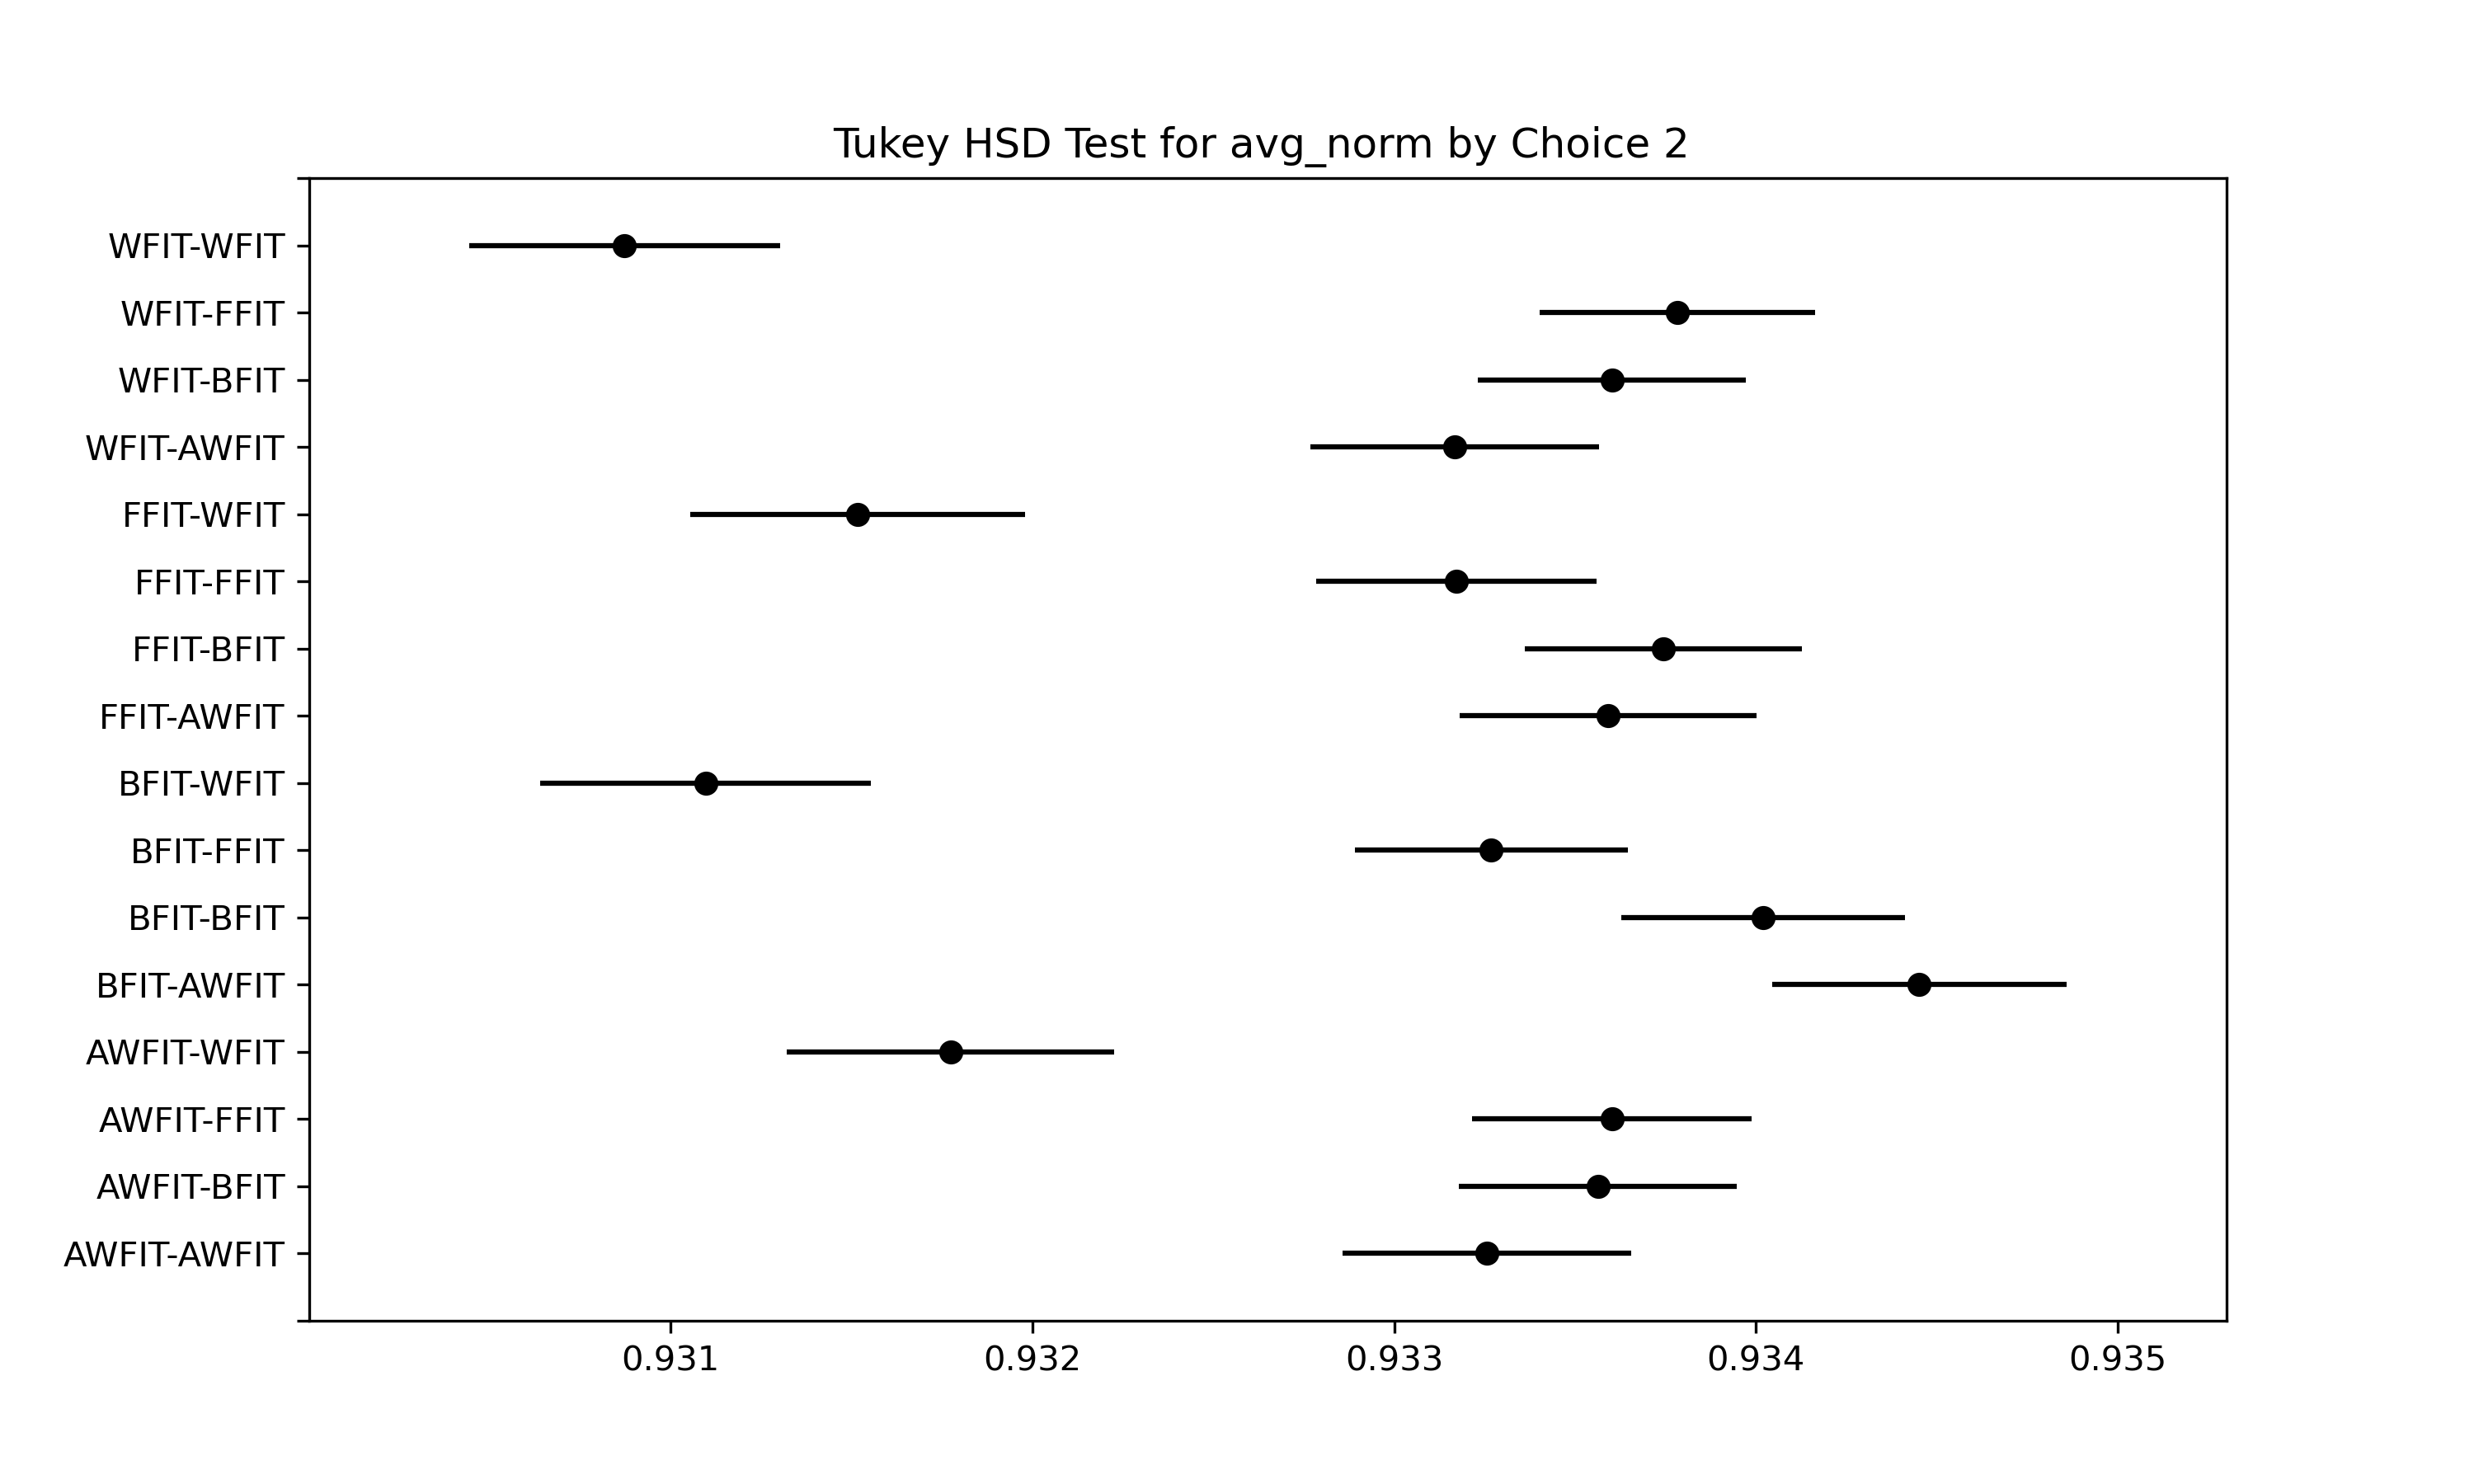 Tukey HSD Test for avg_norm by Choice 2
WFIT-WFIT
WFIT-FFIT
WFIT-BFIT
WFIT-AWFIT
FFIT-WFIT
FFIT-FFIT
FFIT-BFIT
FFIT-AWFIT
BFIT-WFIT
BFIT-FFIT
BFIT-BFIT
BFIT-AWFIT
AWFIT-WFIT
AWFIT-FFIT
AWFIT-BFIT
AWFIT-AWFIT
0.931 0.932 0.933 0.934 0.935